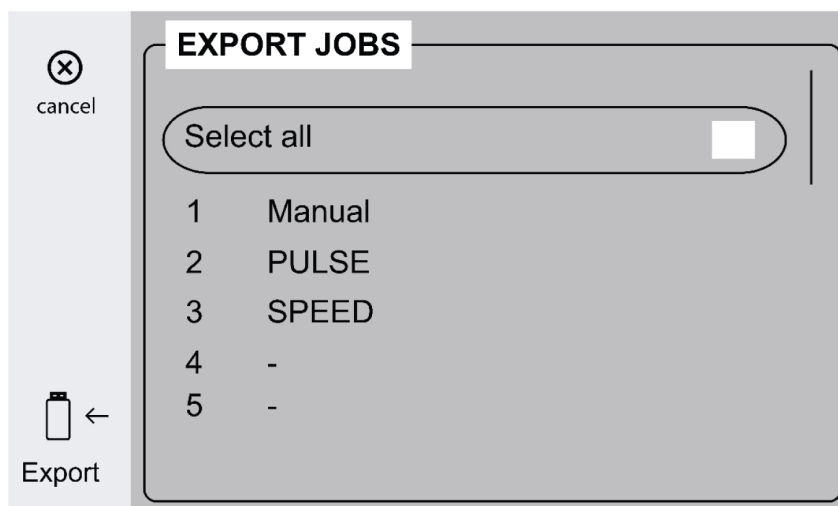 cancel
EXPORT JOBS
Select all
1 Manual
2 PULSE
3 SPEED
4 -
5 -
Export